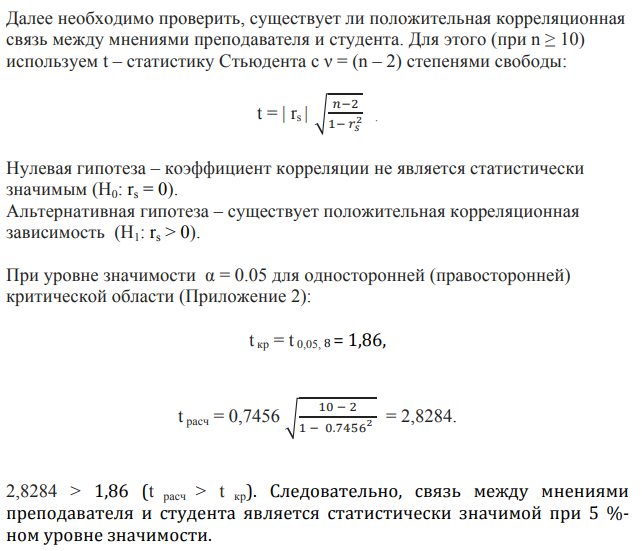 Далее необходимо проверить, существует ли положительная корреляционная
связь между мнениями преподавателя и студента. Для этого (при n ≥ 10)
используем t – статистику Стьюдента с ν = (n – 2) степенями свободы:
t = | rₛ | √((n−2)/(1− rₛ²)) .
Нулевая гипотеза – коэффициент корреляции не является статистически
значимым (H₀: rₛ = 0).
Альтернативная гипотеза – существует положительная корреляционная
зависимость (H₁: rₛ > 0).
При уровне значимости α = 0.05 для односторонней (правосторонней)
критической области (Приложение 2):
t кр = t 0,05, 8 = 1,86,
t расч = 0,7456 √((10 − 2)/(1 − 0.7456²)) = 2,8284.
2,8284 > 1,86 (t расч > t кр). Следовательно, связь между мнениями
преподавателя и студента является статистически значимой при 5 %-
ном уровне значимости.